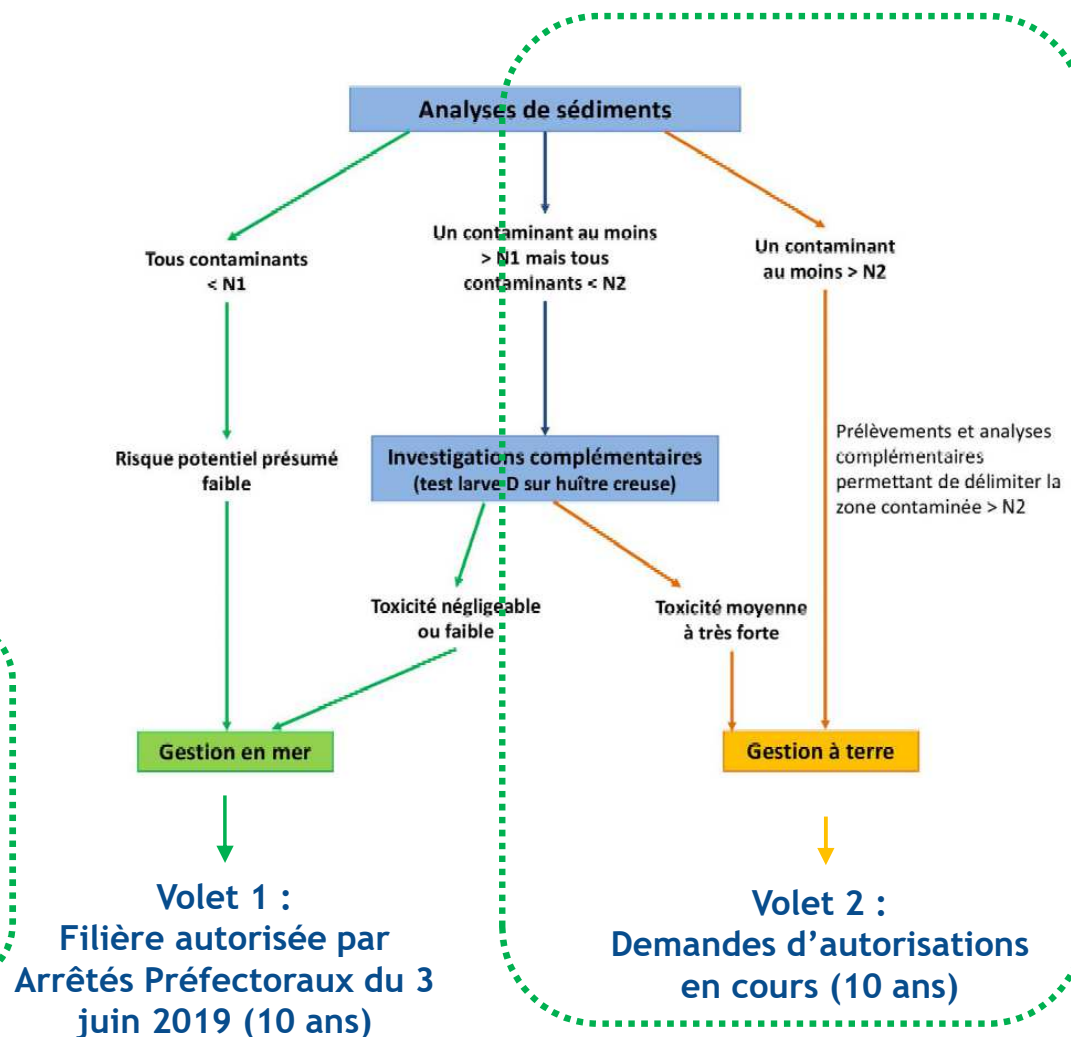 Analyses de sédiments
Tous contaminants
< N1
Un contaminant au moins
> N1 mais tous
contaminants < N2
Un contaminant
au moins > N2
Risque potentiel présumé
faible
Investigations complémentaires
(test larve D sur huître creuse)
Prélèvements et analyses
complémentaires
permettant de délimiter la
zone contaminée > N2
Toxicité négligeable
ou faible
Toxicité moyenne
à très forte
Gestion en mer
Gestion à terre
Volet 1 :
Filière autorisée par
Arrêtés Préfectoraux du 3
juin 2019 (10 ans)
Volet 2 :
Demandes d’autorisations
en cours (10 ans)